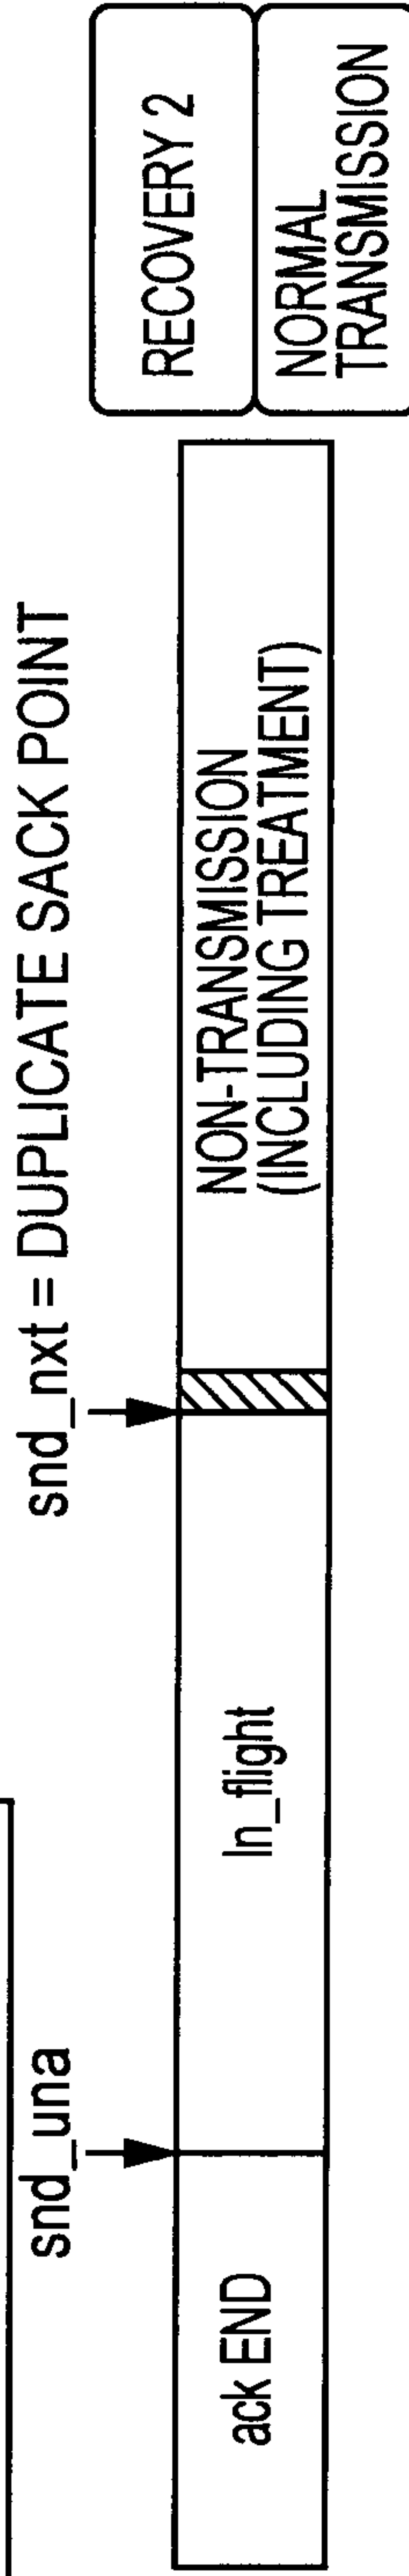 snd_una
snd_nxt = DUPLICATE SACK POINT
ack END
In_flight
NON-TRANSMISSION
(INCLUDING TREATMENT)
RECOVERY 2
NORMAL
TRANSMISSION